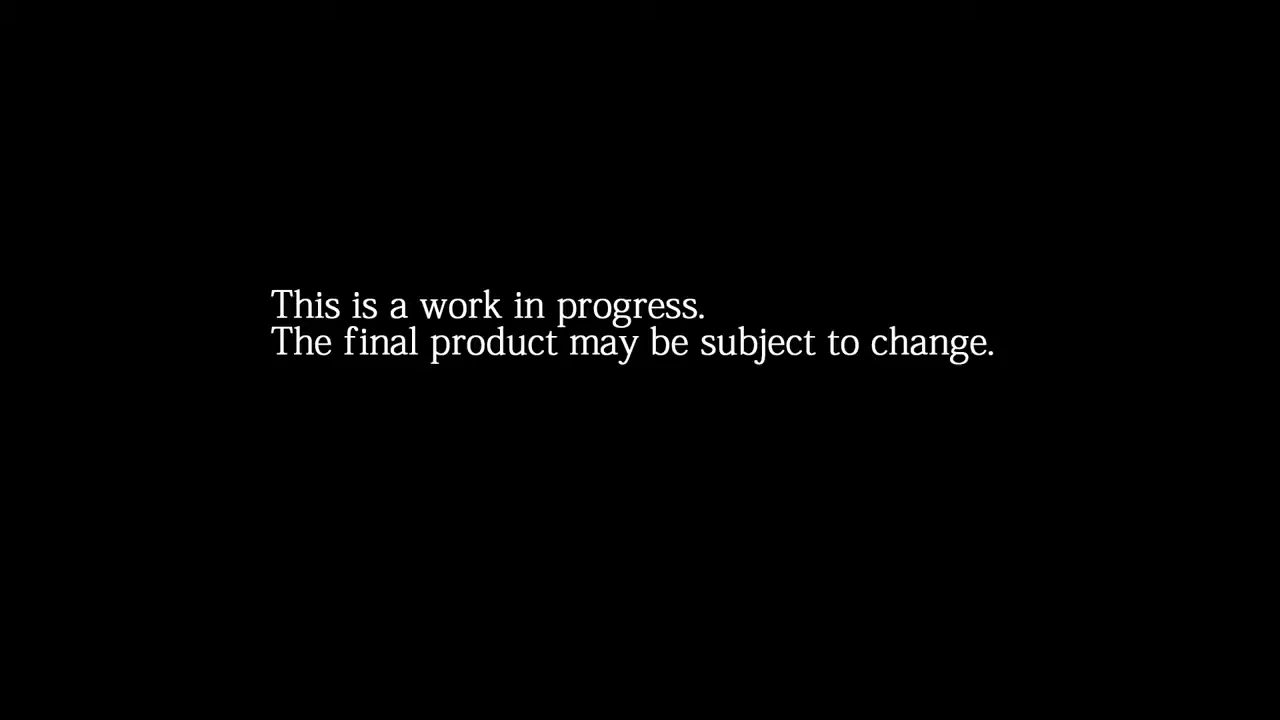 This is a work in progress.
The final product may be subject to change.